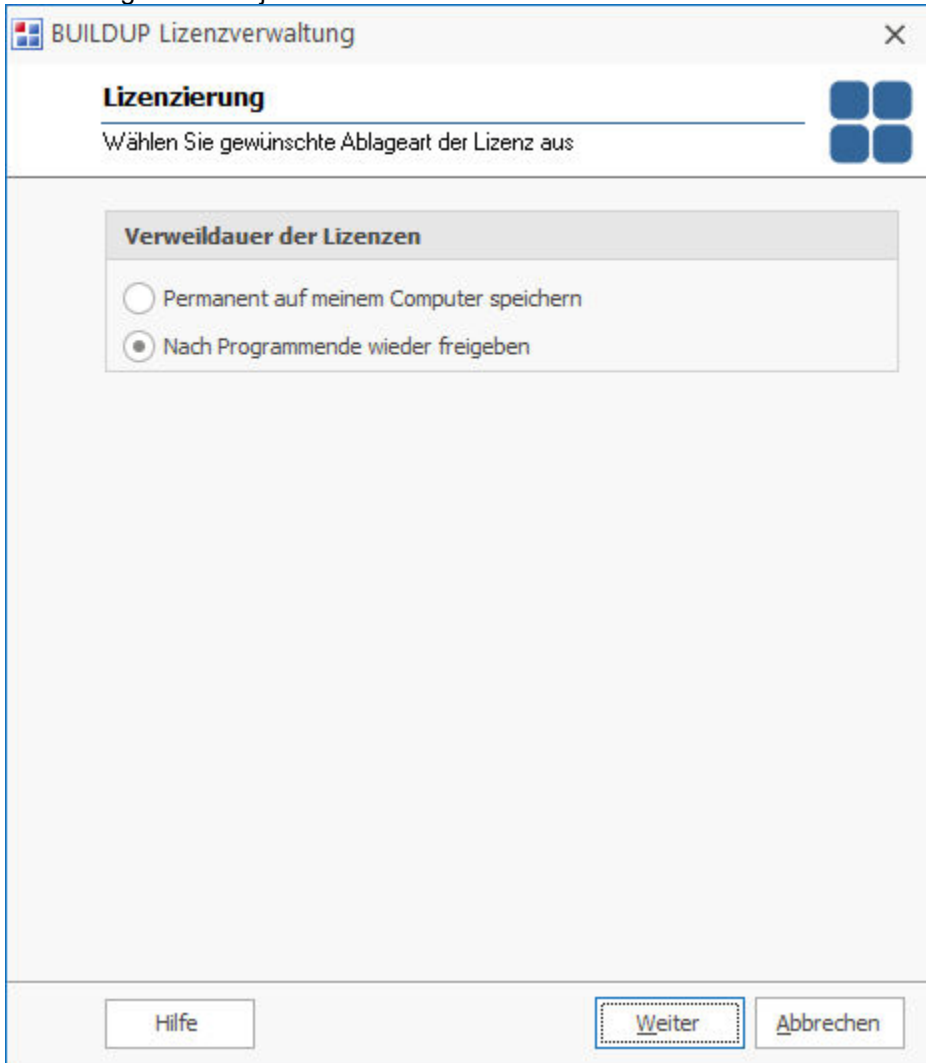 BUILDUP Lizenzverwaltung
Lizenzierung
Wählen Sie gewünschte Ablageart der Lizenz aus
Verweildauer der Lizenzen
Permanent auf meinem Computer speichern
Nach Programmende wieder freigeben
Hilfe
Weiter
Abbrechen